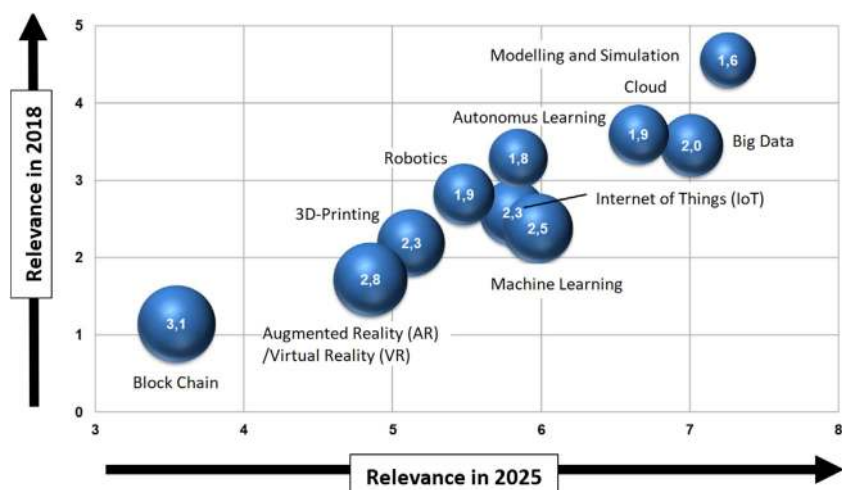 5
Modelling and Simulation
1,6
Cloud
4
Autonomus Learning
1,9
2,0
Big Data
Robotics
1,8
3
1,9
3D-Printing
2,3
Internet of Things (IoT)
2,3
2,5
2
2,8
Machine Learning
3,1
1
Augmented Reality (AR)
/Virtual Reality (VR)
Block Chain
0
3 4 5 6 7 8
Relevance in 2018
Relevance in 2025